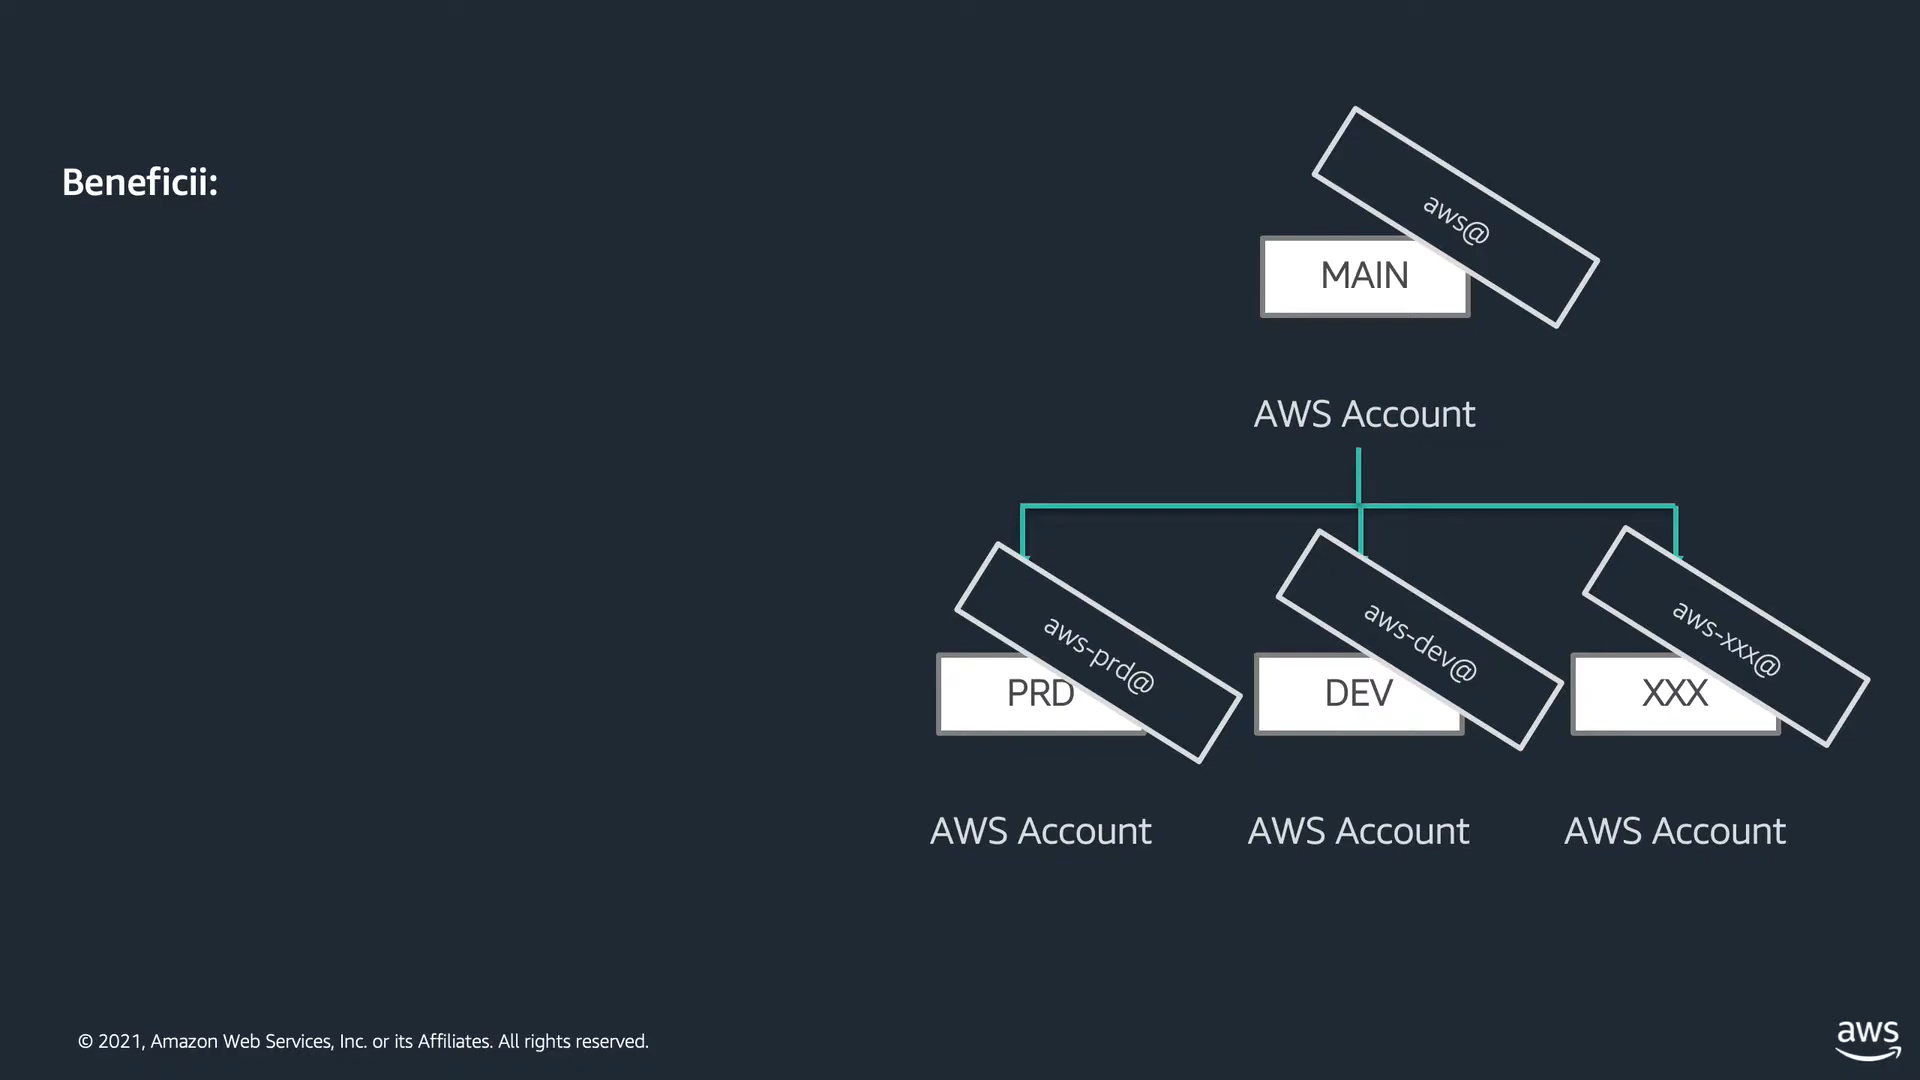 Beneficii:
aws@
MAIN
AWS Account
aws-prd@
aws-dev@
aws-xxx@
PRD
DEV
XXX
AWS Account
AWS Account
AWS Account
© 2021, Amazon Web Services, Inc. or its Affiliates. All rights reserved.
aws